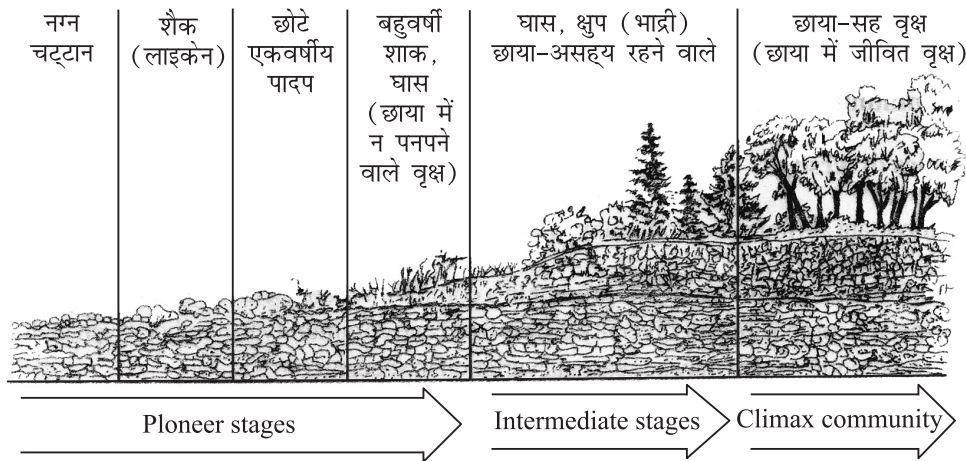 नग्न
चट्टान
शैक
(लाइकेन)
छोटे
एकवर्षीय
पादप
बहुवर्षी
शाक,
घास
(छाया में
न पनपने
वाले वृक्ष)
घास, क्षुप (भाद्री)
छाया-असह्य रहने वाले
छाया-सह वृक्ष
(छाया में जीवित वृक्ष)
Ploneer stages
Intermediate stages
Climax community